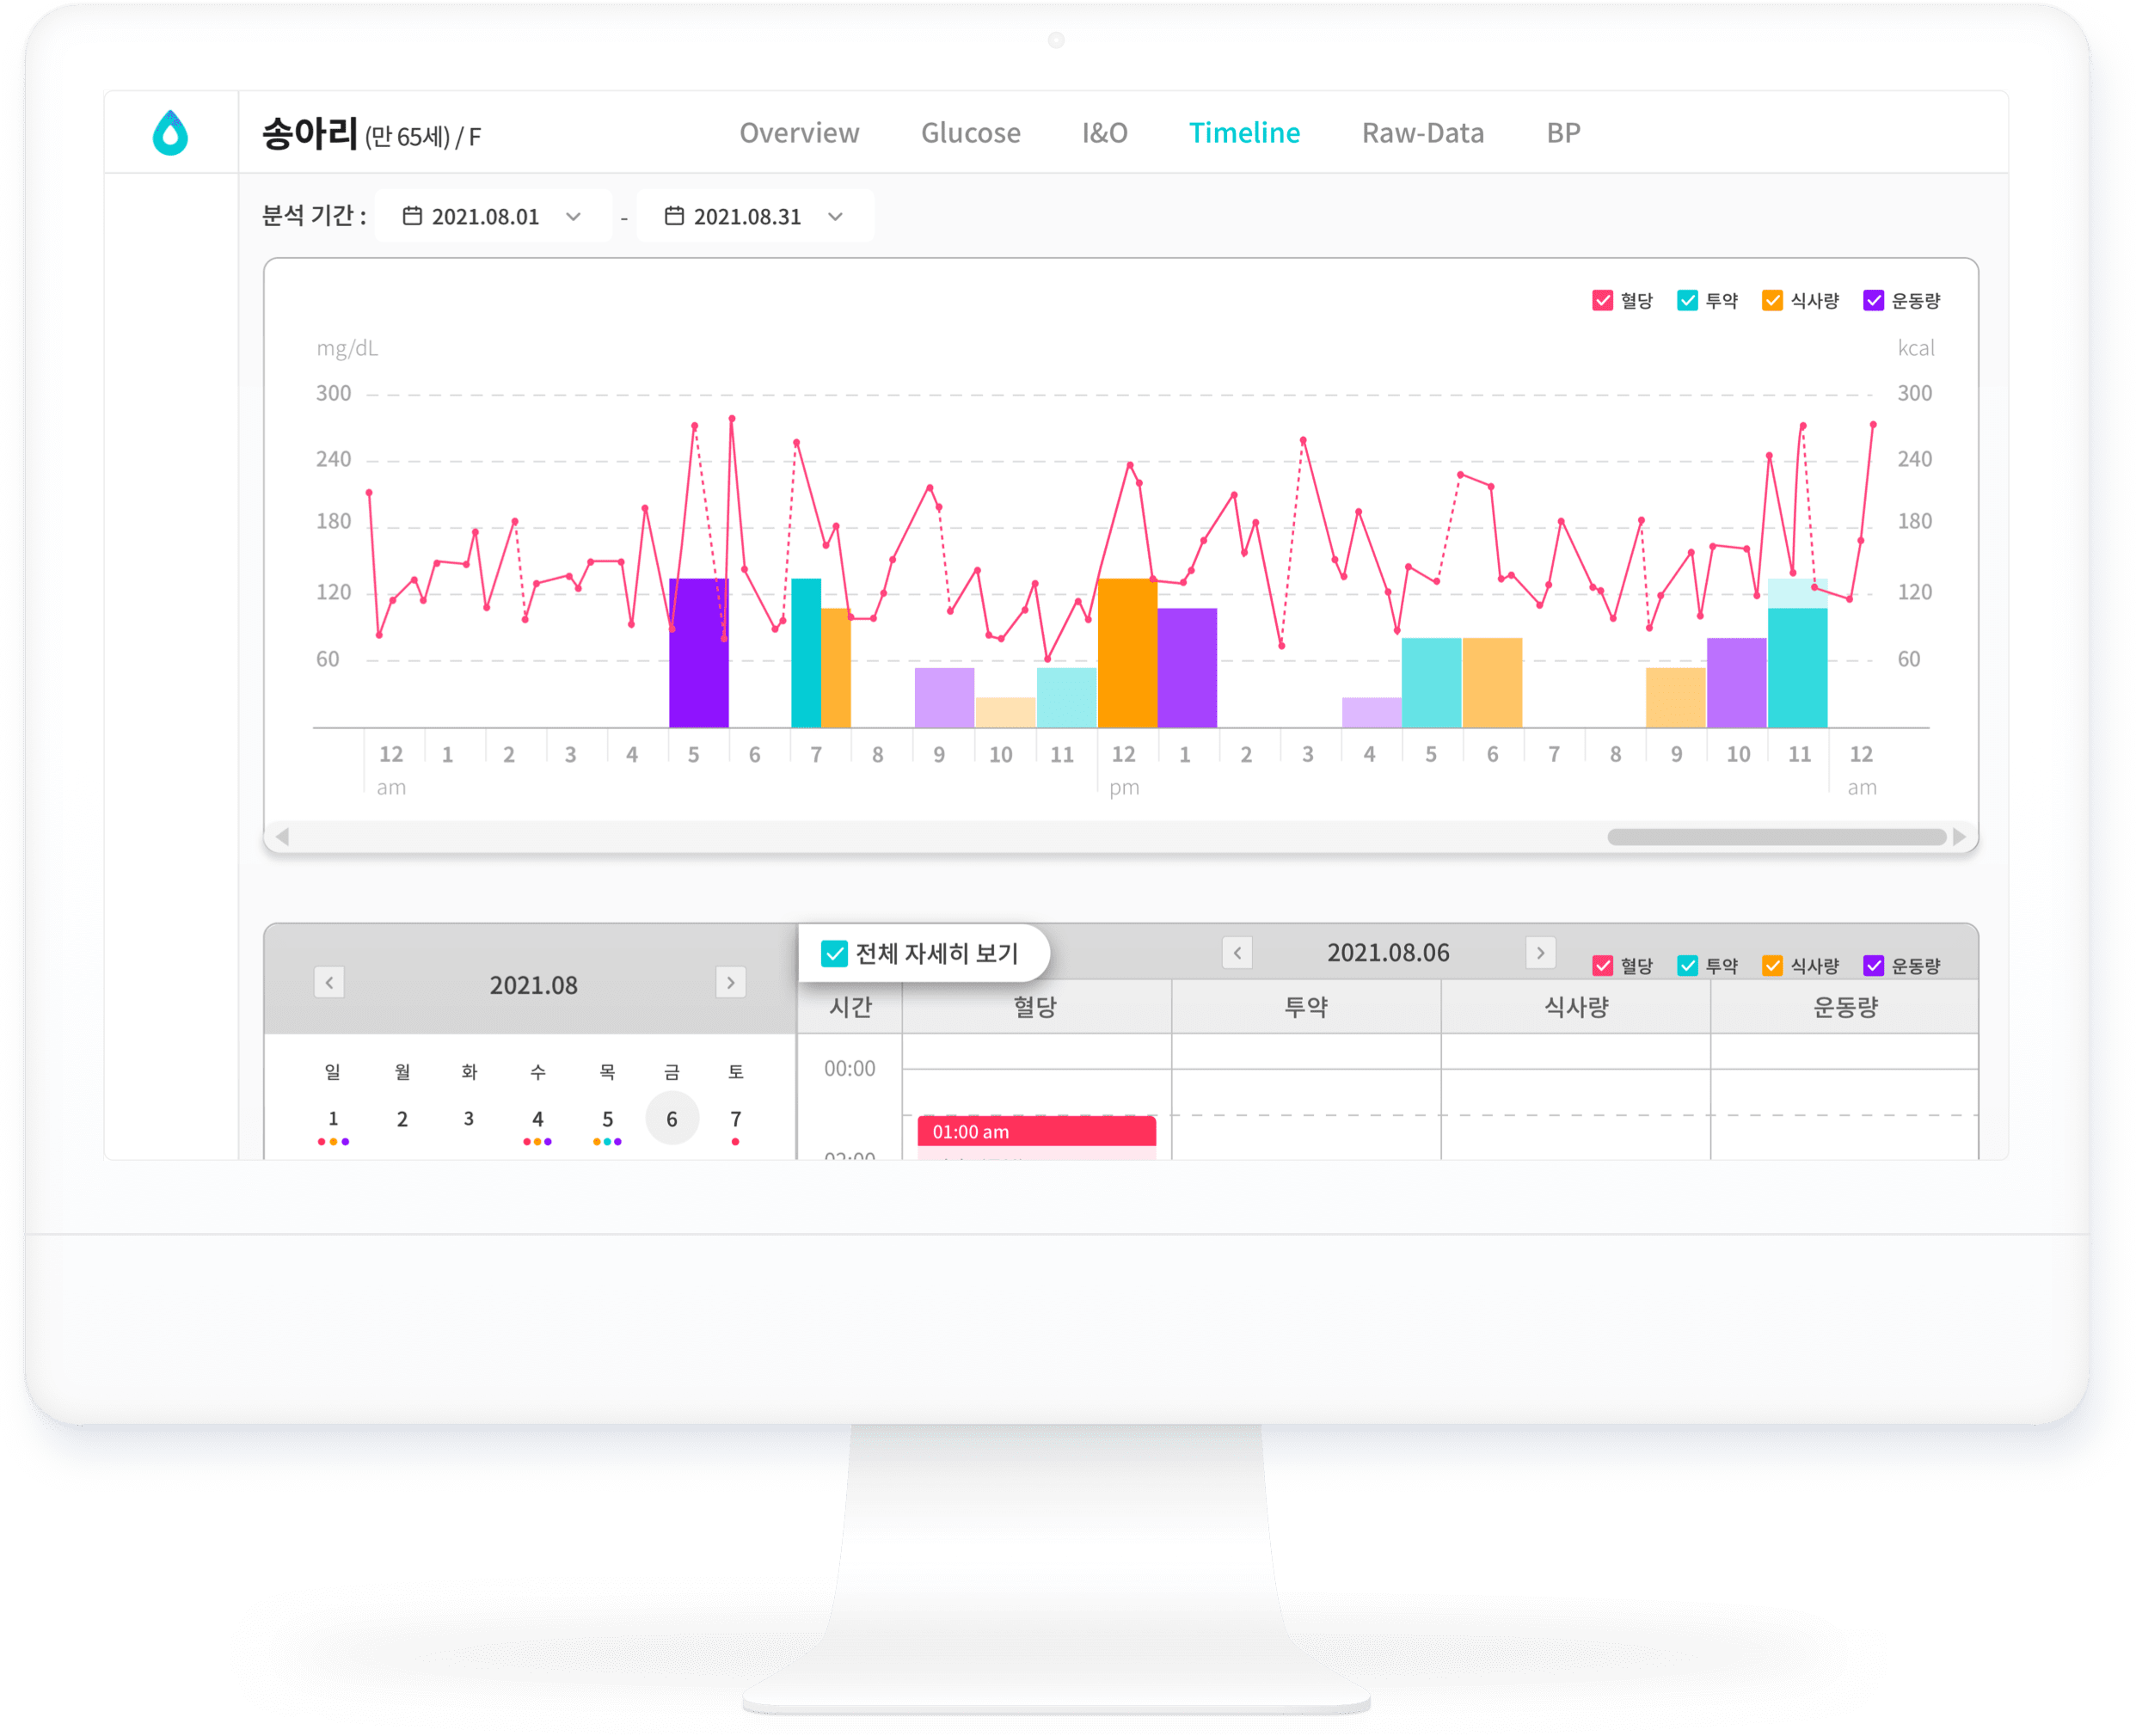 송아리 (만 65세) / F
Overview Glucose I&O Timeline Raw-Data BP
분석 기간 : 2021.08.01 - 2021.08.31
혈당 투약 식사량 운동량
mg/dL kcal
300 300
240 240
180 180
120 120
60 60
12 1 2 3 4 5 6 7 8 9 10 11 12 1 2 3 4 5 6 7 8 9 10 11 12
am pm am
전체 자세히 보기 2021.08.06
2021.08
혈당 투약 식사량 운동량
시간 혈당 투약 식사량 운동량
일 월 화 수 목 금 토
00:00
1 2 3 4 5 6 7
01:00 am